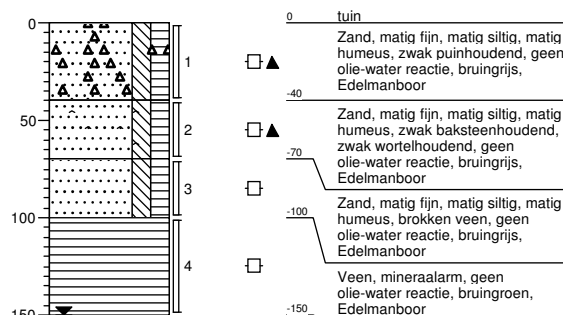 0
50
100
150
1
2
3
4
0
tuin
Zand, matig fijn, matig siltig, matig
humeus, zwak puinhoudend, geen
olie-water reactie, bruingrijs,
Edelmanboor
-40
Zand, matig fijn, matig siltig, matig
humeus, zwak baksteenhoudend,
zwak wortelhoudend, geen
olie-water reactie, bruingrijs,
Edelmanboor
-70
Zand, matig fijn, matig siltig, matig
humeus, brokken veen, geen
olie-water reactie, bruingrijs,
Edelmanboor
-100
Veen, mineraalarm, geen
olie-water reactie, bruingroen,
Edelmanboor
-150